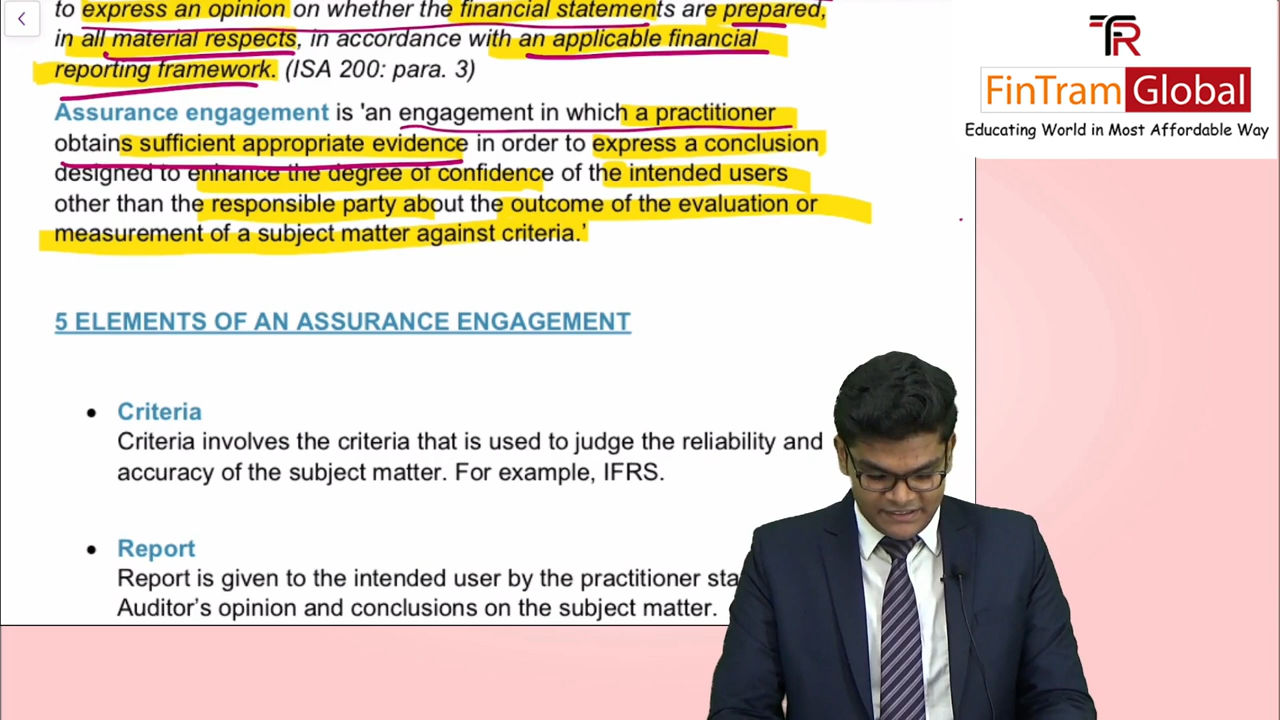 to express an opinion on whether the financial statements are prepared,
in all material respects, in accordance with an applicable financial
reporting framework. (ISA 200: para. 3)
Assurance engagement is 'an engagement in which a practitioner
obtains sufficient appropriate evidence in order to express a conclusion
designed to enhance the degree of confidence of the intended users
other than the responsible party about the outcome of the evaluation or
measurement of a subject matter against criteria.'
5 ELEMENTS OF AN ASSURANCE ENGAGEMENT
• Criteria
Criteria involves the criteria that is used to judge the reliability and
accuracy of the subject matter. For example, IFRS.
• Report
Report is given to the intended user by the practitioner sta
Auditor's opinion and conclusions on the subject matter.
TFR
FinTram Global
Educating World in Most Affordable Way